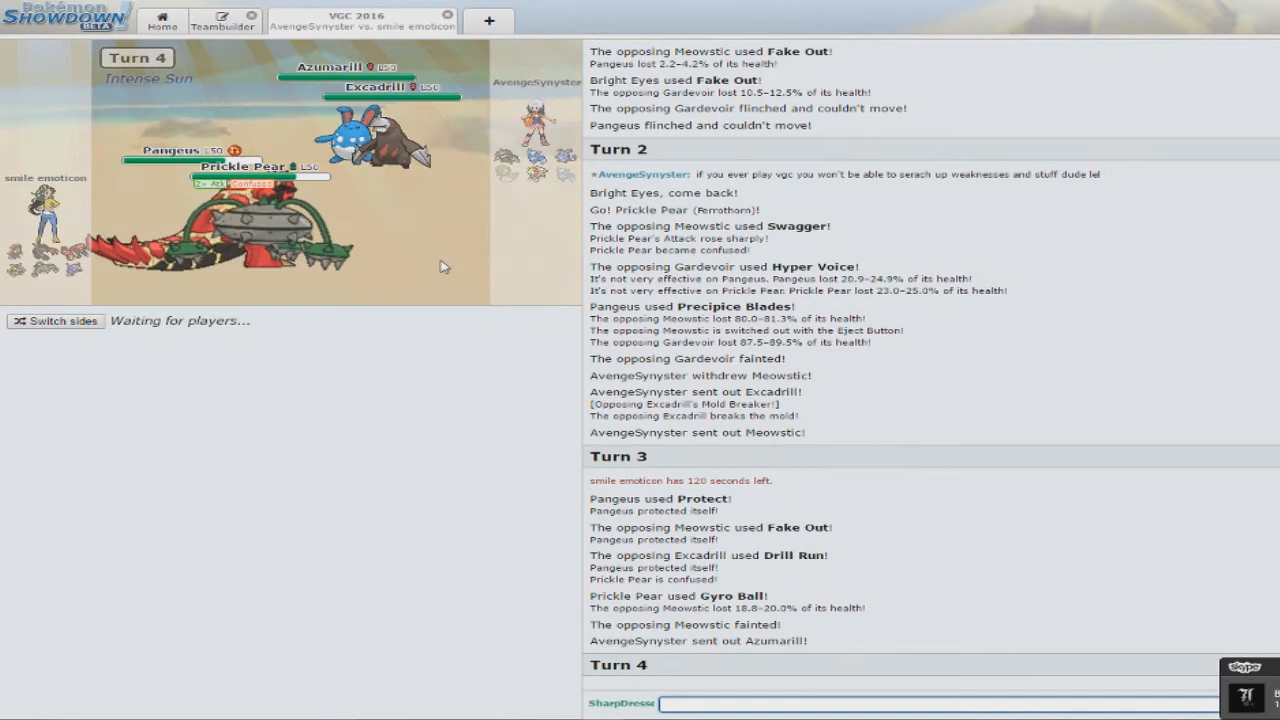 Pokémon
SHOWDOWN!
BETA
Home
Teambuilder
VGC 2016
AvengeSynyster vs. smile emoticon
+
Turn 4
Intense Sun
Azumarill L50
Excadrill L50
AvengeSynyster
Pangeus L50
Prickle Pear L50
2× Atk Confused
smile emoticon
Switch sides Waiting for players...
The opposing Meowstic used Fake Out!
Pangeus lost 2.2–4.2% of its health!
Bright Eyes used Fake Out!
The opposing Gardevoir lost 10.5–12.5% of its health!
The opposing Gardevoir flinched and couldn't move!
Pangeus flinched and couldn't move!
Turn 2
★AvengeSynyster: if you ever play vgc you won't be able to serach up weaknesses and stuff dude lel
Bright Eyes, come back!
Go! Prickle Pear (Ferrothorn)!
The opposing Meowstic used Swagger!
Prickle Pear's Attack rose sharply!
Prickle Pear became confused!
The opposing Gardevoir used Hyper Voice!
It's not very effective on Pangeus. Pangeus lost 20.9–24.9% of its health!
It's not very effective on Prickle Pear. Prickle Pear lost 23.0–25.0% of its health!
Pangeus used Precipice Blades!
The opposing Meowstic lost 80.0–81.3% of its health!
The opposing Meowstic is switched out with the Eject Button!
The opposing Gardevoir lost 87.5–89.5% of its health!
The opposing Gardevoir fainted!
AvengeSynyster withdrew Meowstic!
AvengeSynyster sent out Excadrill!
[Opposing Excadrill's Mold Breaker!]
The opposing Excadrill breaks the mold!
AvengeSynyster sent out Meowstic!
Turn 3
smile emoticon has 120 seconds left.
Pangeus used Protect!
Pangeus protected itself!
The opposing Meowstic used Fake Out!
Pangeus protected itself!
The opposing Excadrill used Drill Run!
Pangeus protected itself!
Prickle Pear is confused!
Prickle Pear used Gyro Ball!
The opposing Meowstic lost 18.8–20.0% of its health!
The opposing Meowstic fainted!
AvengeSynyster sent out Azumarill!
Turn 4
SharpDresse
skype